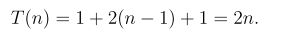 T(n) = 1 + 2(n − 1) + 1 = 2n.